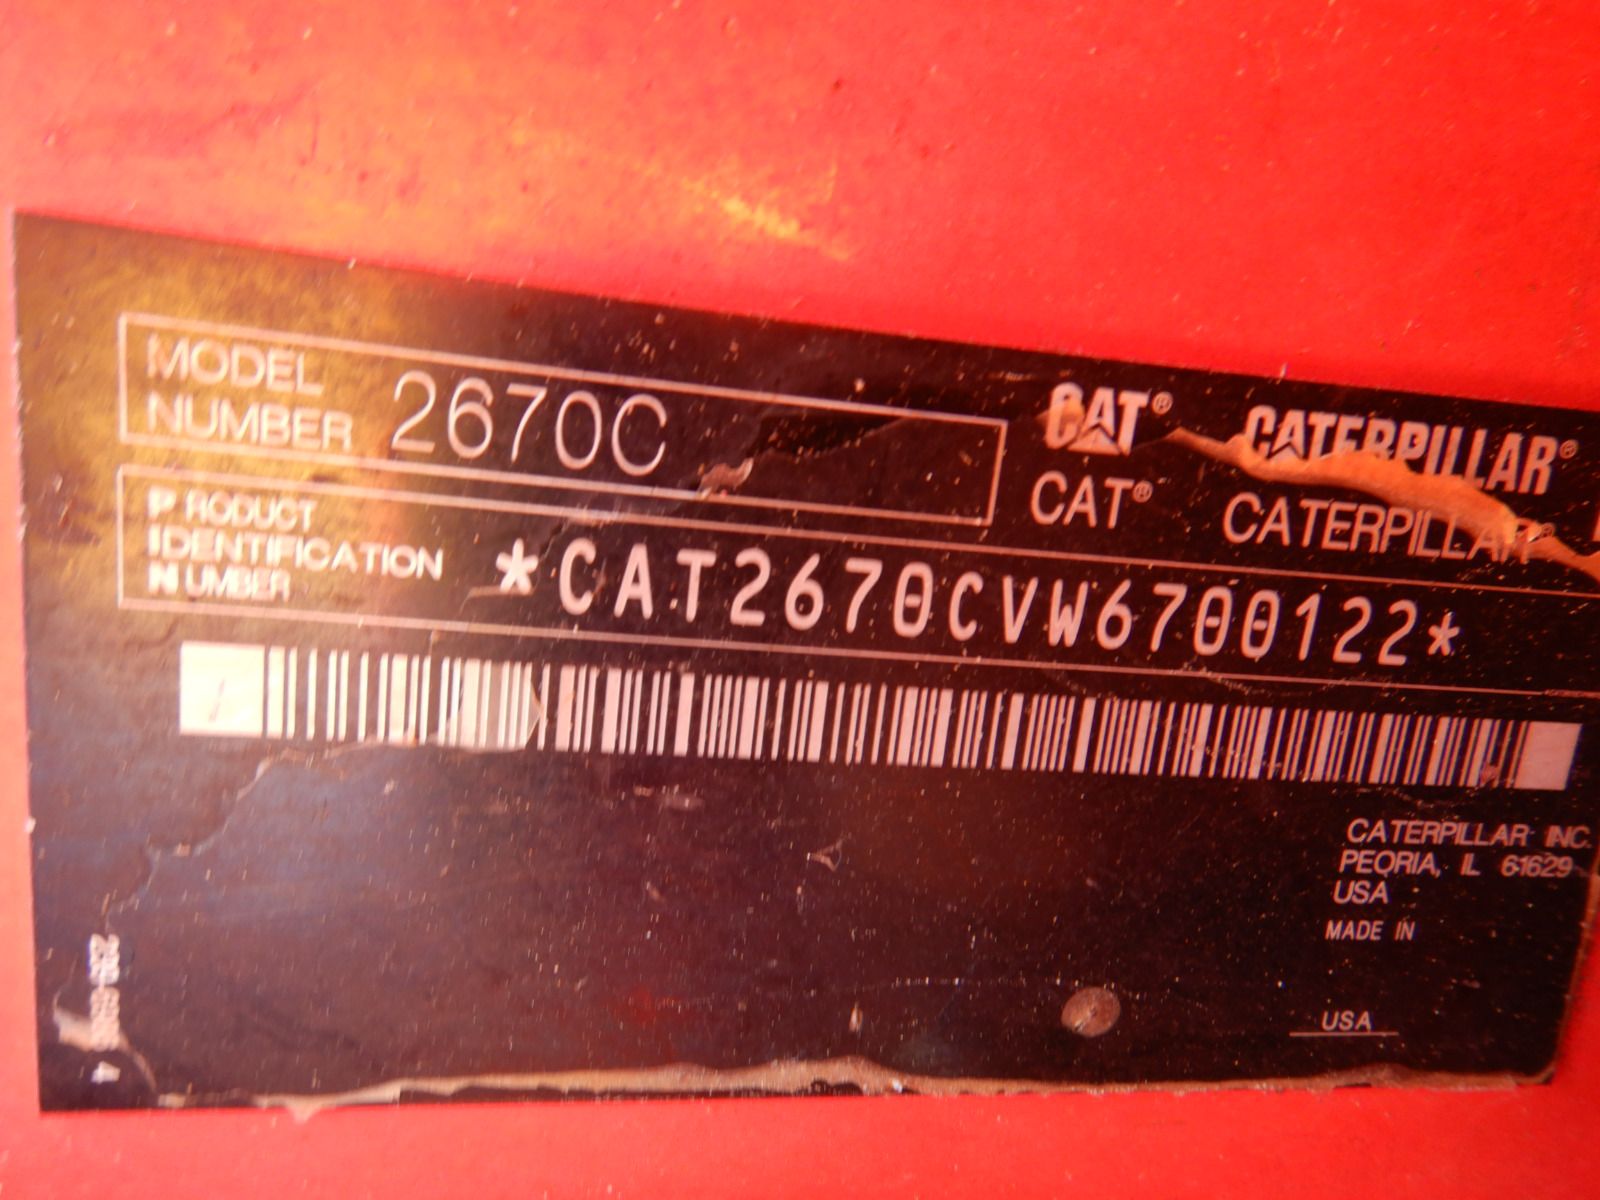 MODEL
NUMBER 2670C
CAT® CATERPILLAR®
CAT® CATERPILLAR®
PRODUCT
IDENTIFICATION
NUMBER
*CAT2670CVW6700122*
CATERPILLAR INC.
PEORIA, IL 61629
USA
MADE IN
USA
4